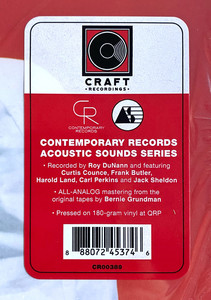 CRAFT
RECORDINGS
CR
CONTEMPORARY
RECORDS
CONTEMPORARY RECORDS
ACOUSTIC SOUNDS SERIES
• Recorded by Roy DuNann and featuring
Curtis Counce, Frank Butler,
Harold Land, Carl Perkins and Jack Sheldon
• ALL-ANALOG mastering from the
original tapes by Bernie Grundman
• Pressed on 180-gram vinyl at QRP
8 88072 45374 6